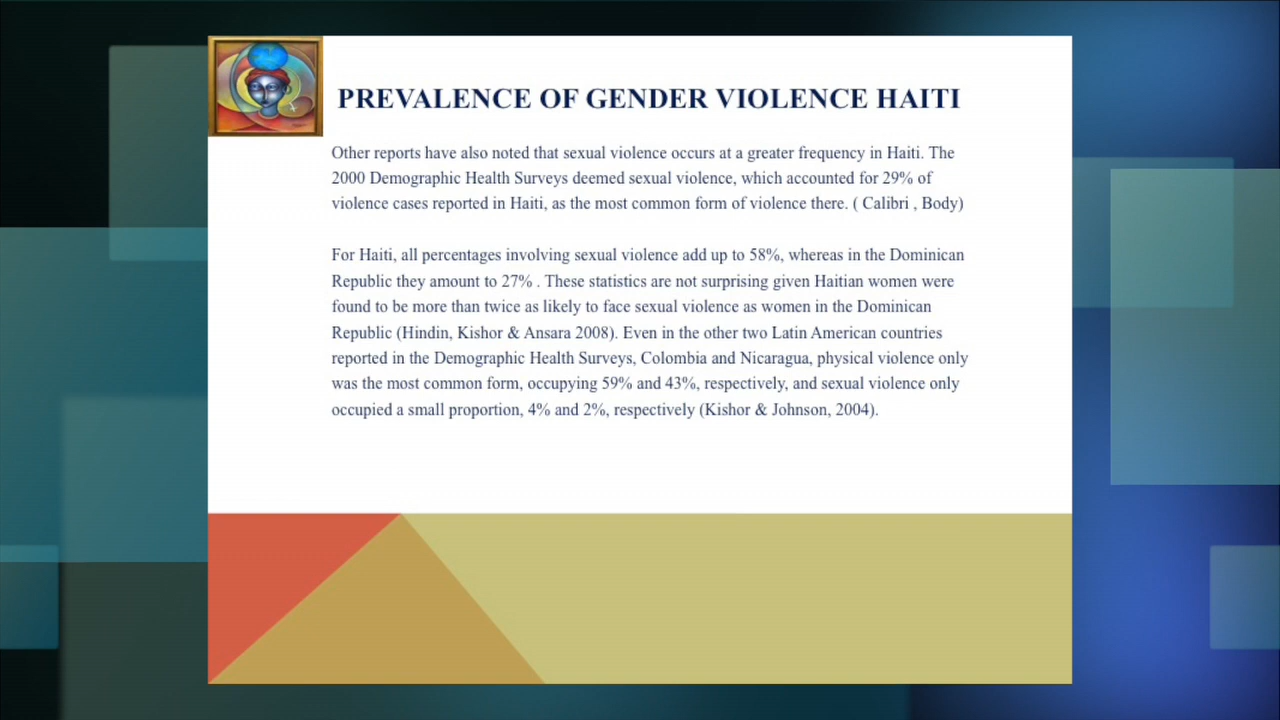 PREVALENCE OF GENDER VIOLENCE HAITI
Other reports have also noted that sexual violence occurs at a greater frequency in Haiti. The
2000 Demographic Health Surveys deemed sexual violence, which accounted for 29% of
violence cases reported in Haiti, as the most common form of violence there. ( Calibri , Body)
For Haiti, all percentages involving sexual violence add up to 58%, whereas in the Dominican
Republic they amount to 27% . These statistics are not surprising given Haitian women were
found to be more than twice as likely to face sexual violence as women in the Dominican
Republic (Hindin, Kishor & Ansara 2008). Even in the other two Latin American countries
reported in the Demographic Health Surveys, Colombia and Nicaragua, physical violence only
was the most common form, occupying 59% and 43%, respectively, and sexual violence only
occupied a small proportion, 4% and 2%, respectively (Kishor & Johnson, 2004).